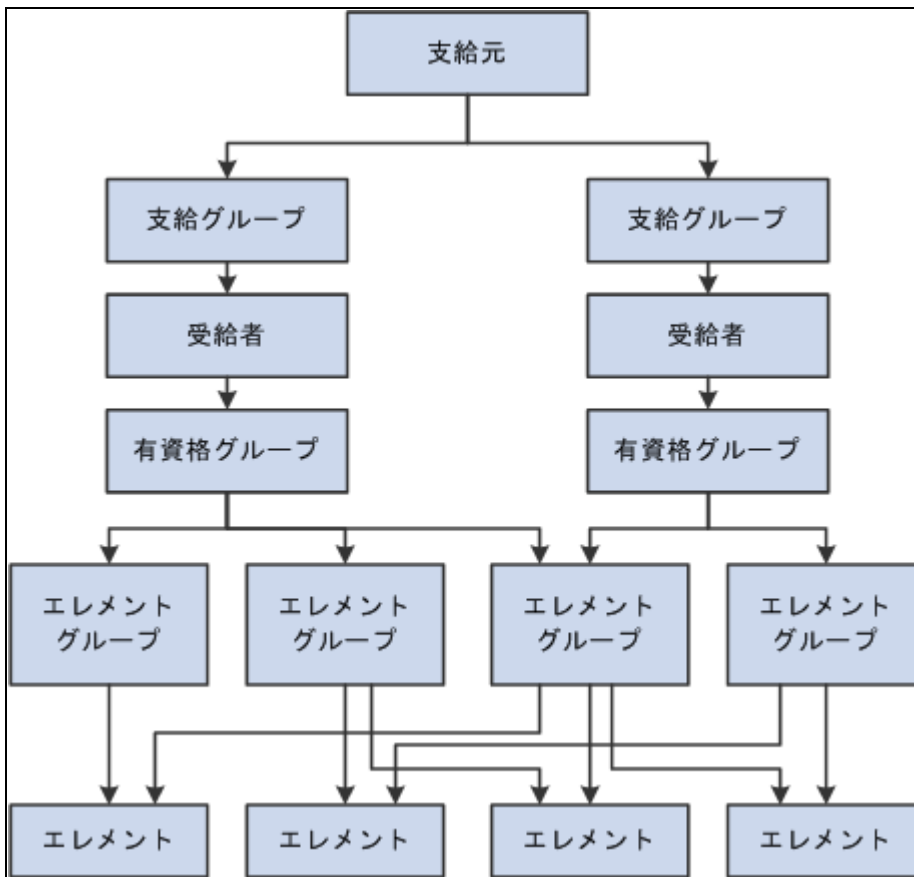 支給元
支給グループ
支給グループ
受給者
受給者
有資格グループ
有資格グループ
エレメント
グループ
エレメント
グループ
エレメント
グループ
エレメント
グループ
エレメント
エレメント
エレメント
エレメント